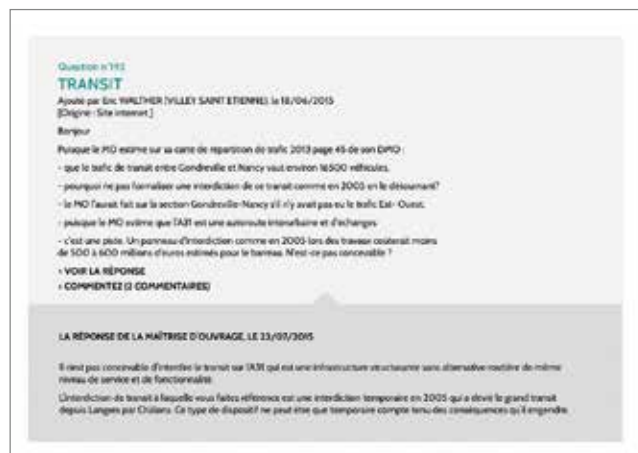 Question n°192
TRANSIT
Ajouté par Eric WALTHER (VILLEY SAINT ETIENNE), le 18/06/2015
[Origine : Site internet ]
Bonjour
Puisque le MO estime sur sa carte de répartition de trafic 2013 page 45 de son DMO :
- que le trafic de transit entre Gondreville et Nancy vaut environ 16500 véhicules.
- pourquoi ne pas formaliser une interdiction de ce transit comme en 2005 en le détournant?
- le MO l'aurait fait sur la section Gondreville-Nancy s'il n'y avait pas eu le trafic Est- Ouest.
- puisque le MO estime que l'A31 est une autoroute interurbaine et d'échanges
- c'est une piste. Un panneau d'interdiction comme en 2005 lors des travaux coûterait moins
de 500 à 600 millions d'euros estimés pour le barreau. N'est-ce pas concevable ?
› VOIR LA RÉPONSE
› COMMENTEZ (2 COMMENTAIRES)
LA RÉPONSE DE LA MAÎTRISE D'OUVRAGE, LE 23/07/2015
Il n'est pas concevable d'interdire le transit sur l'A31 qui est une infrastructure structurante sans alternative routière de même
niveau de service et de fonctionnalité.
L'interdiction de transit à laquelle vous faites référence est une interdiction temporaire en 2005 qui a dévié le grand transit
depuis Langres par Châlons. Ce type de dispositif ne peut être que temporaire compte tenu des conséquences qu'il engendre.